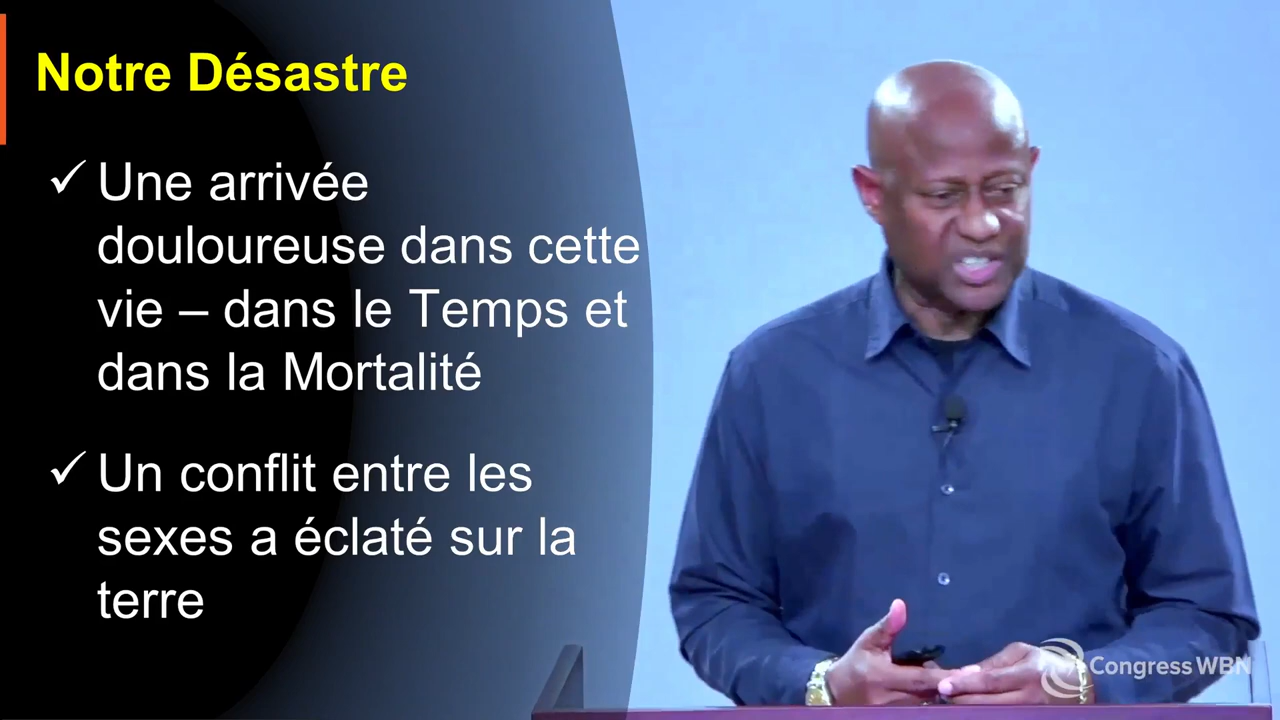 Notre Désastre
✓ Une arrivée
douloureuse dans cette
vie – dans le Temps et
dans la Mortalité
✓ Un conflit entre les
sexes a éclaté sur la
terre
Congress WBN